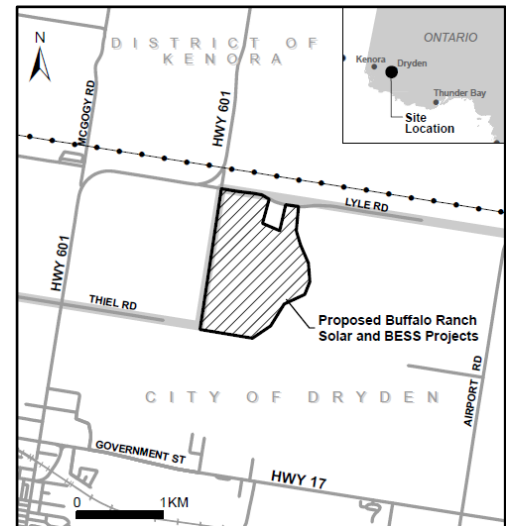 N
DISTRICT OF
KENORA
MCGOGY RD
HWY 601
ONTARIO
Kenora
Dryden
Thunder Bay
Site
Location
LYLE RD
HWY 601
THIEL RD
Proposed Buffalo Ranch
Solar and BESS Projects
CITY OF DRYDEN
AIRPORT RD
GOVERNMENT ST
HWY 17
0 1KM